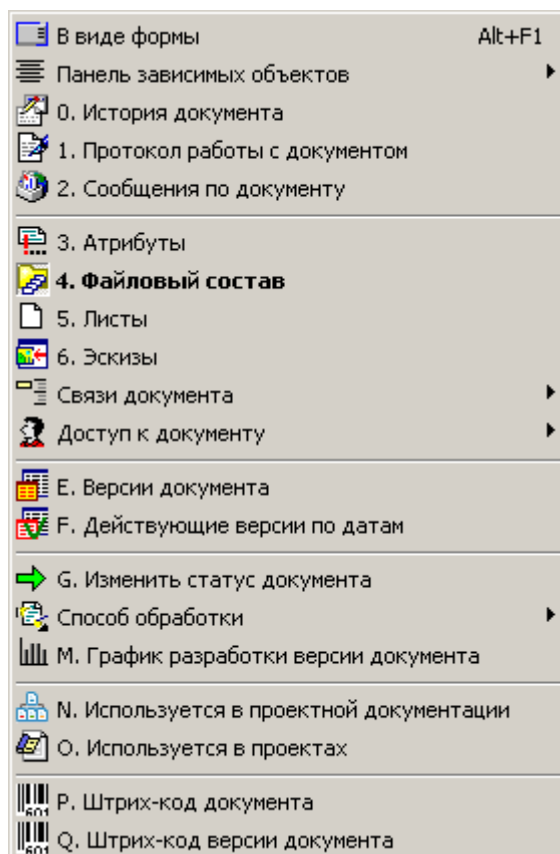 В виде формы Alt+F1
Панель зависимых объектов
0. История документа
1. Протокол работы с документом
2. Сообщения по документу
3. Атрибуты
4. Файловый состав
5. Листы
6. Эскизы
Связи документа
Доступ к документу
E. Версии документа
F. Действующие версии по датам
G. Изменить статус документа
Способ обработки
M. График разработки версии документа
N. Используется в проектной документации
O. Используется в проектах
P. Штрих-код документа
Q. Штрих-код версии документа